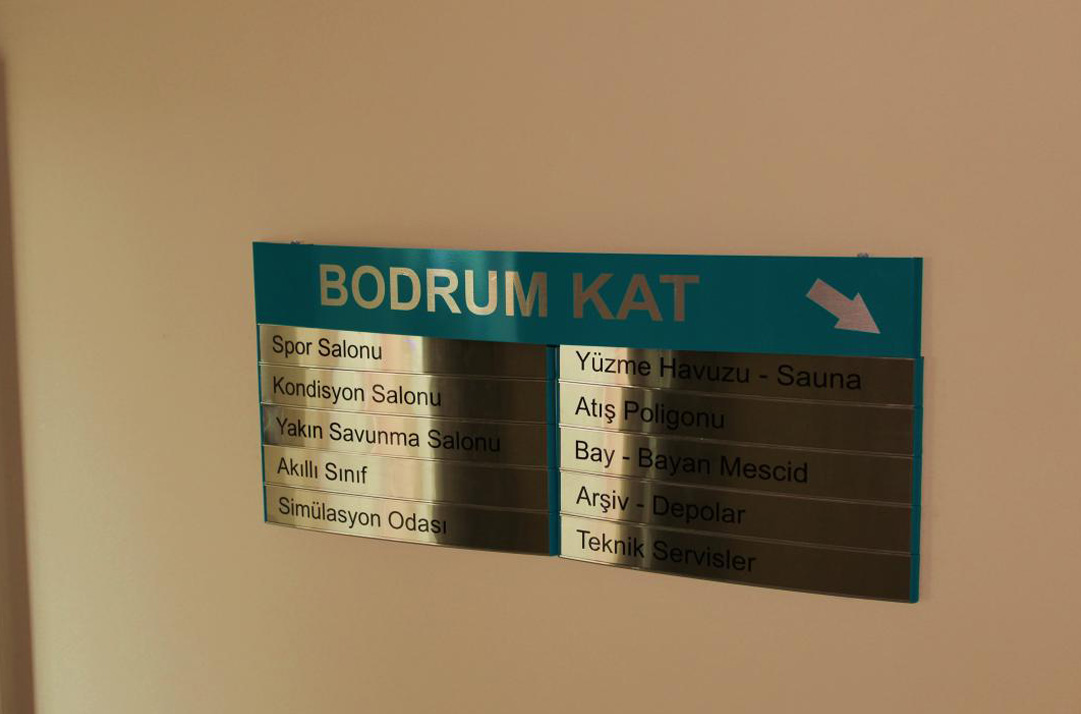 BODRUM KAT
Spor Salonu
Kondisyon Salonu
Yakın Savunma Salonu
Akıllı Sınıf
Simülasyon Odası
Yüzme Havuzu - Sauna
Atış Poligonu
Bay - Bayan Mescid
Arşiv - Depolar
Teknik Servisler